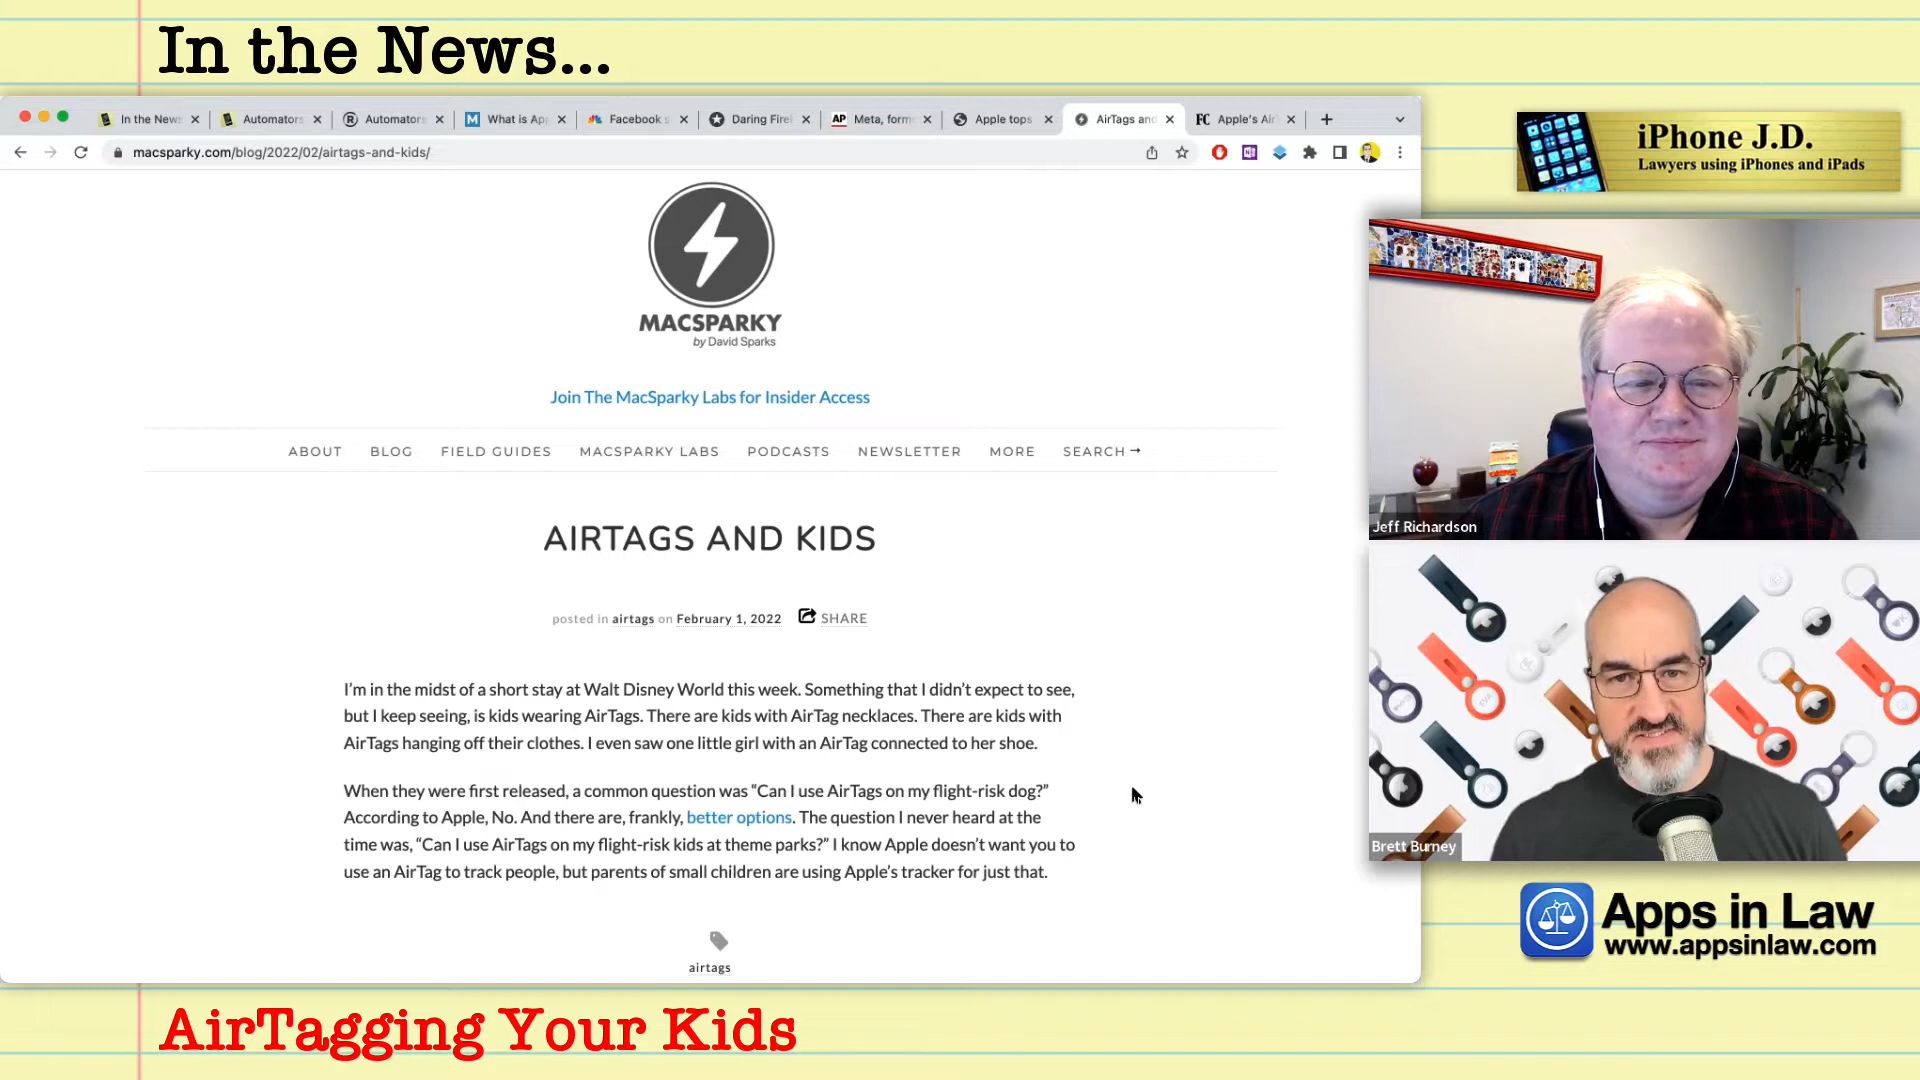 In the News...
In the News
Automators
Automators
What is App
Facebook s
Daring Fire
Meta, form
Apple tops
AirTags and
Apple's Air
macsparky.com/blog/2022/02/airtags-and-kids/
iPhone J.D.
Lawyers using iPhones and iPads
MACSPARKY
by David Sparks
Join The MacSparky Labs for Insider Access
ABOUT BLOG FIELD GUIDES MACSPARKY LABS PODCASTS NEWSLETTER MORE SEARCH →
AIRTAGS AND KIDS
posted in airtags on February 1, 2022 SHARE
I’m in the midst of a short stay at Walt Disney World this week. Something that I didn’t expect to see,
but I keep seeing, is kids wearing AirTags. There are kids with AirTag necklaces. There are kids with
AirTags hanging off their clothes. I even saw one little girl with an AirTag connected to her shoe.
When they were first released, a common question was “Can I use AirTags on my flight-risk dog?”
According to Apple, No. And there are, frankly, better options. The question I never heard at the
time was, “Can I use AirTags on my flight-risk kids at theme parks?” I know Apple doesn’t want you to
use an AirTag to track people, but parents of small children are using Apple’s tracker for just that.
airtags
Jeff Richardson
Brett Burney
Apps in Law
www.appsinlaw.com
AirTagging Your Kids